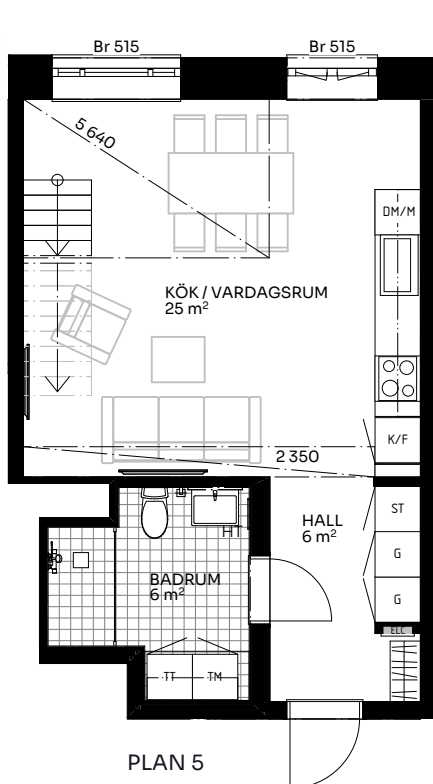 Br 515
Br 515
5 640
DM/M
KÖK / VARDAGSRUM
25 m²
K/F
2 350
ST
HALL
6 m²
HT
G
BADRUM
6 m²
G
ELC
TT
TM
PLAN 5